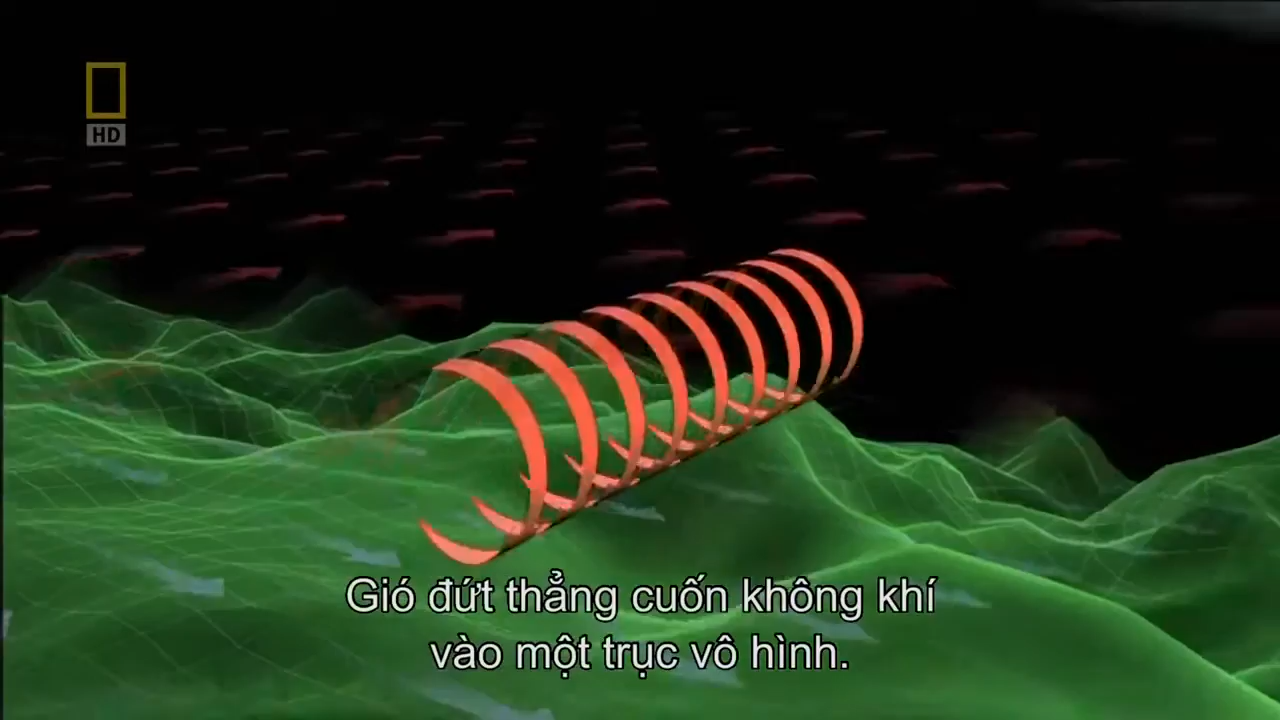 HD
Gió đứt thẳng cuốn không khí
vào một trục vô hình.